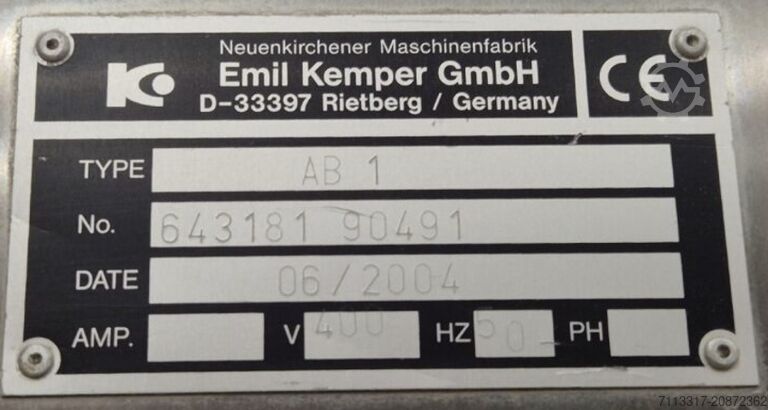 Neuenkirchener Maschinenfabrik
Emil Kemper GmbH
D-33397 Rietberg / Germany
CE
TYPE AB 1
No. 643181 90491
DATE 06/2004
AMP. V 400 HZ 50 PH
7113317-20872362